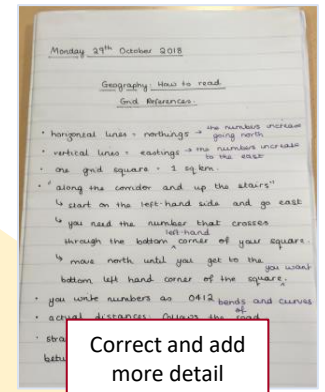 Monday 29th October 2018
Geography: How to read
Grid References.
• horizontal lines = northings → the numbers increase going north
• vertical lines = eastings → the numbers increase to the east
• one grid square = 1 sq km.
• "along the corridor and up the stairs"
↳ start on the left-hand side and go east
↳ you need the number that crosses
through the bottom left-hand corner of your square.
↳ move north until you get to the
bottom left hand corner of the square you want.
• you write numbers as 0412
• actual distances: follows the bends and curves of road
• stra
betw
Correct and add
more detail